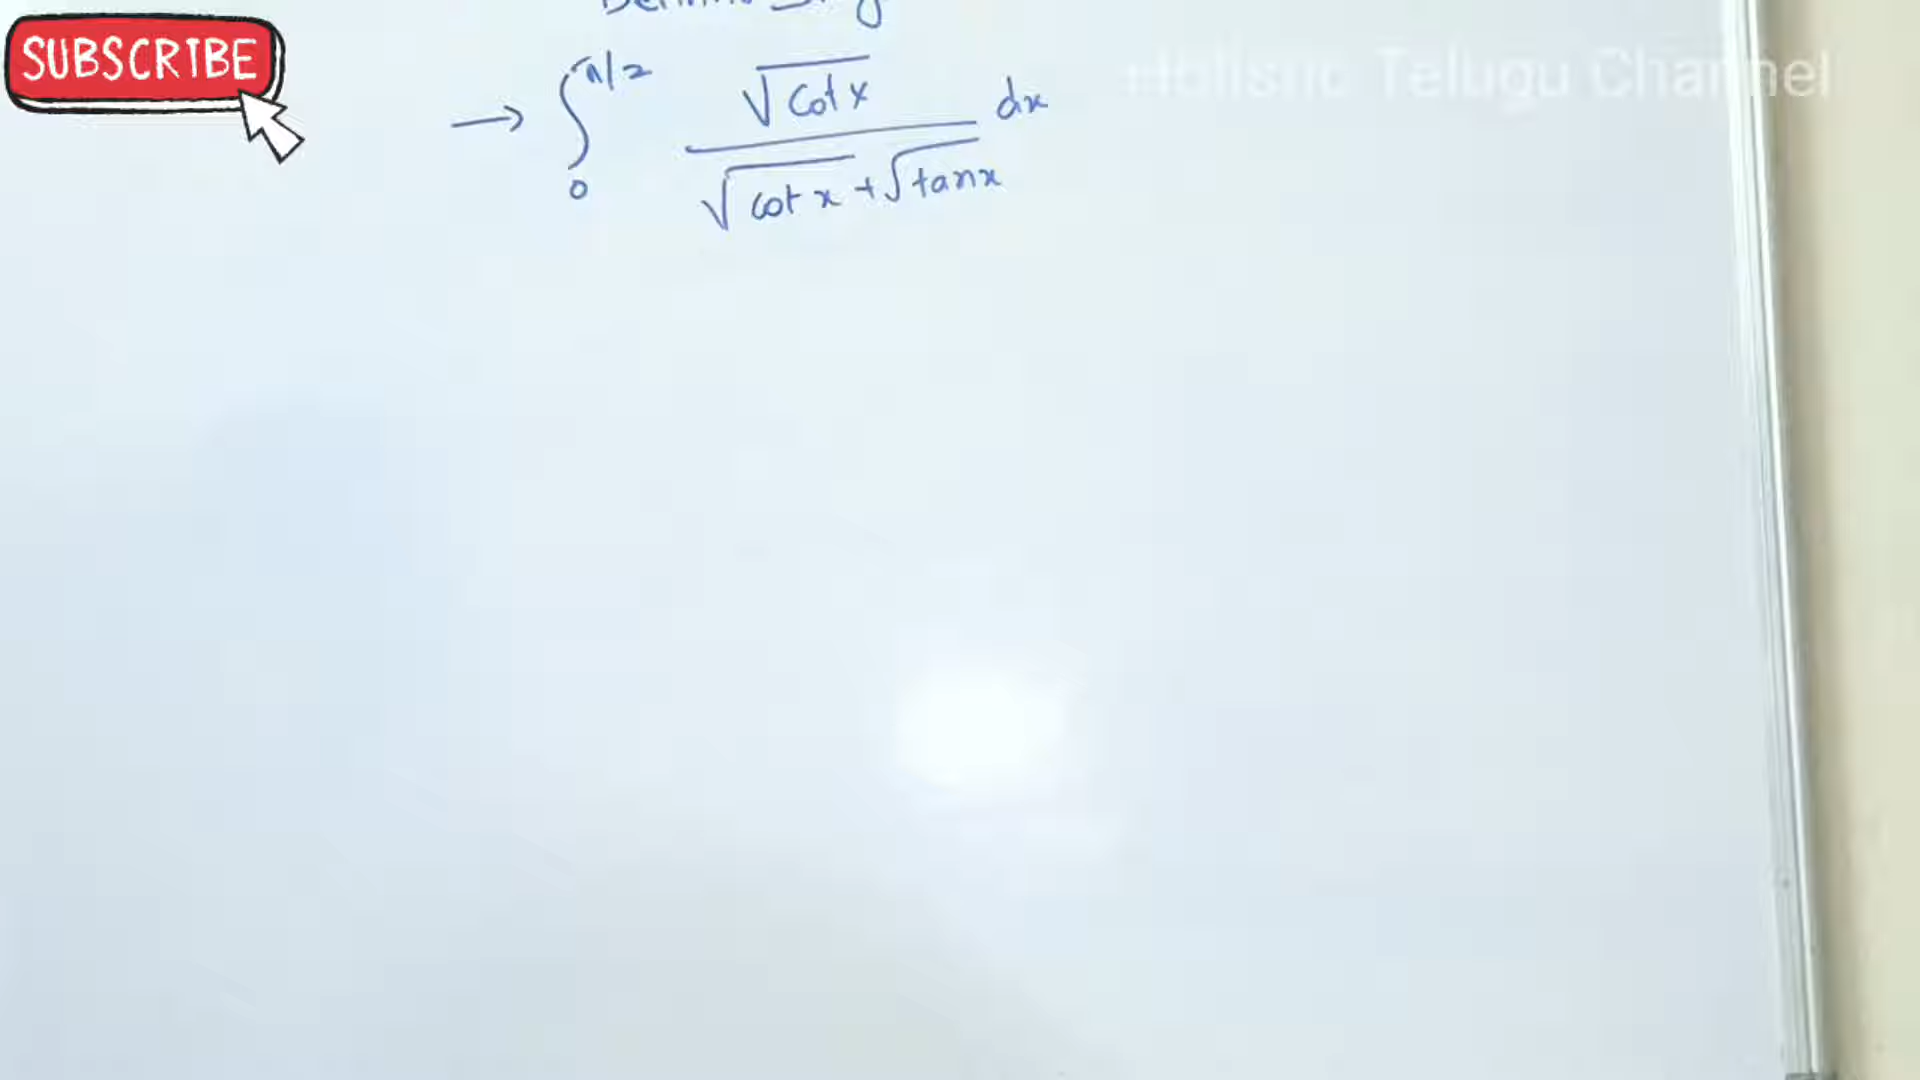 SUBSCRIBE
Holistic Telugu Channel
→ ∫₀^{π/2} √cot x / (√cot x + √tan x) dx